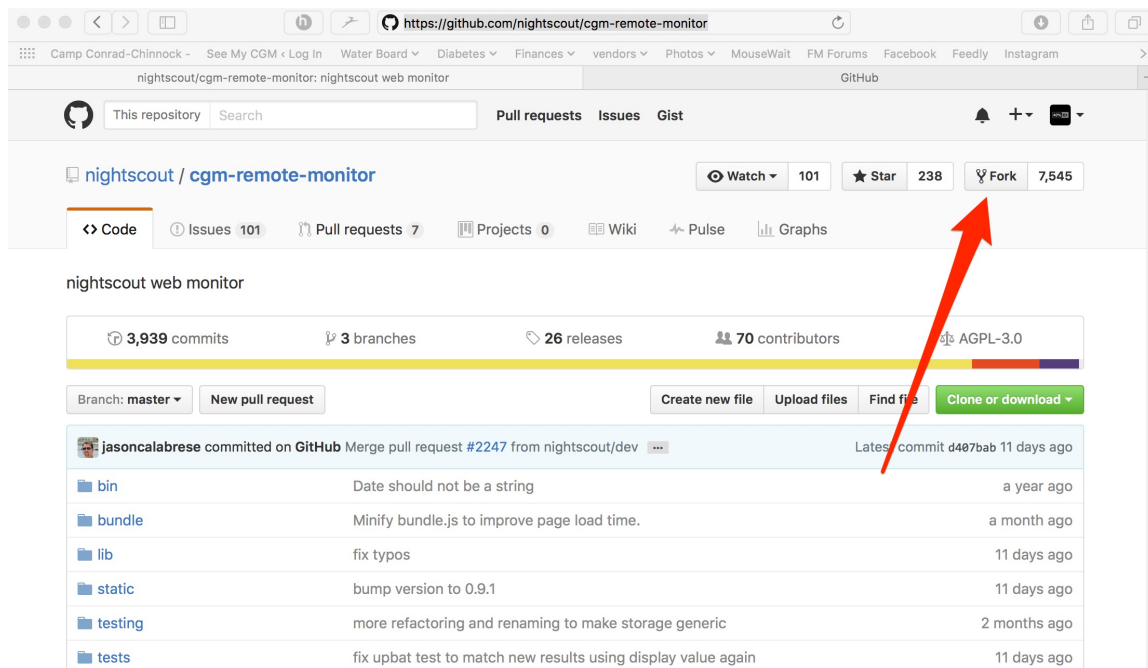 https://github.com/nightscout/cgm-remote-monitor
Camp Conrad-Chinnock - See My CGM ‹ Log In Water Board Diabetes Finances vendors Photos MouseWait FM Forums Facebook Feedly Instagram
nightscout/cgm-remote-monitor: nightscout web monitor GitHub
This repository Search Pull requests Issues Gist
nightscout / cgm-remote-monitor Watch 101 Star 238 Fork 7,545
Code Issues 101 Pull requests 7 Projects 0 Wiki Pulse Graphs
nightscout web monitor
3,939 commits 3 branches 26 releases 70 contributors AGPL-3.0
Branch: master New pull request Create new file Upload files Find file Clone or download
jasoncalabrese committed on GitHub Merge pull request #2247 from nightscout/dev ... Latest commit d407bab 11 days ago
bin Date should not be a string a year ago
bundle Minify bundle.js to improve page load time. a month ago
lib fix typos 11 days ago
static bump version to 0.9.1 11 days ago
testing more refactoring and renaming to make storage generic 2 months ago
tests fix upbat test to match new results using display value again 11 days ago